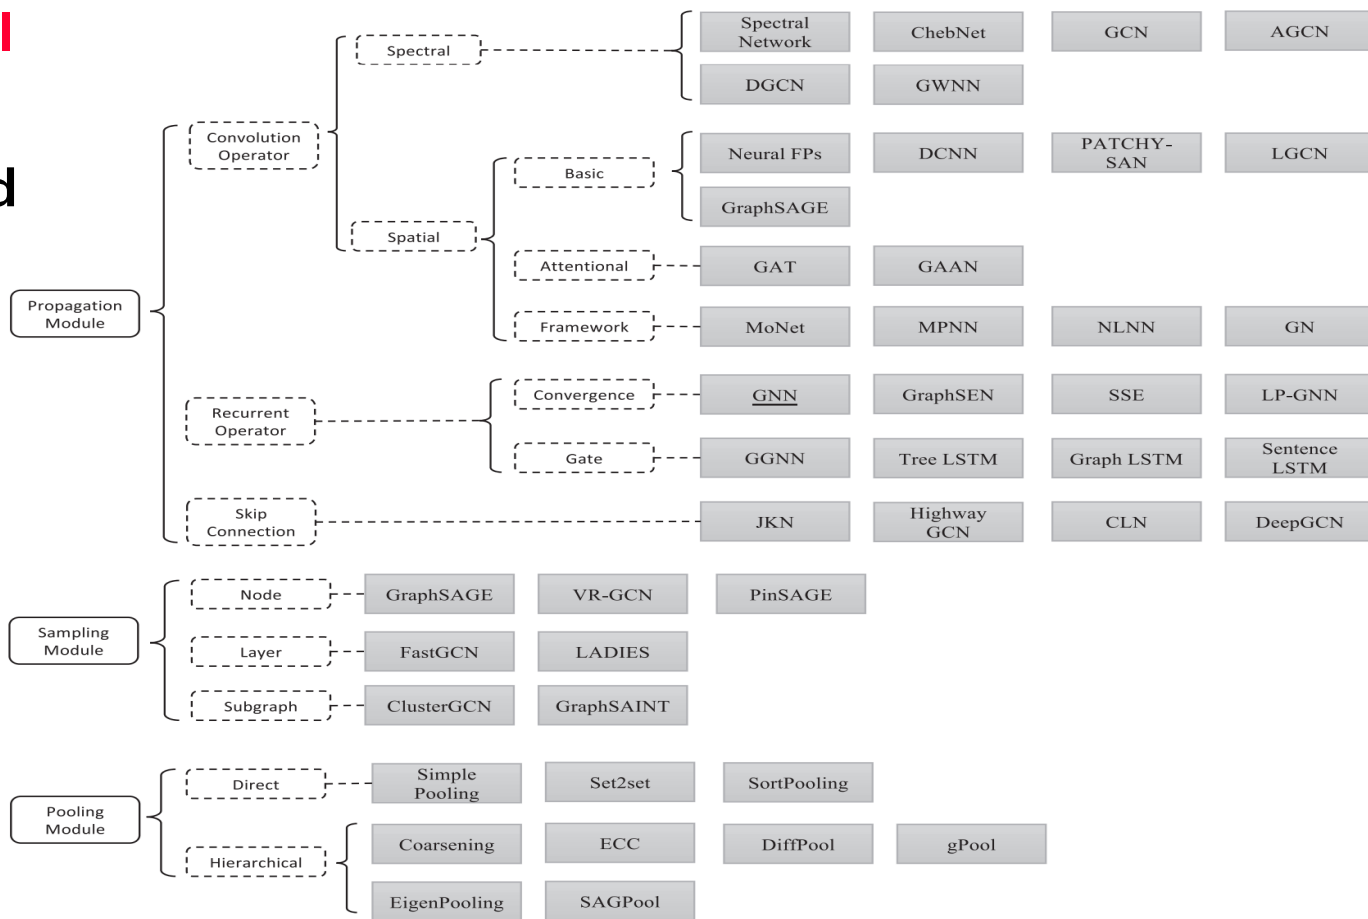 l
d
Spectral
Spectral
Network
ChebNet
GCN
AGCN
DGCN
GWNN
Convolution
Operator
Basic
Neural FPs
DCNN
PATCHY-
SAN
LGCN
GraphSAGE
Spatial
Attentional
GAT
GAAN
Propagation
Module
Framework
MoNet
MPNN
NLNN
GN
Recurrent
Operator
Convergence
GNN
GraphSEN
SSE
LP-GNN
Gate
GGNN
Tree LSTM
Graph LSTM
Sentence
LSTM
Skip
Connection
JKN
Highway
GCN
CLN
DeepGCN
Sampling
Module
Node
GraphSAGE
VR-GCN
PinSAGE
Layer
FastGCN
LADIES
Subgraph
ClusterGCN
GraphSAINT
Pooling
Module
Direct
Simple
Pooling
Set2set
SortPooling
Hierarchical
Coarsening
ECC
DiffPool
gPool
EigenPooling
SAGPool